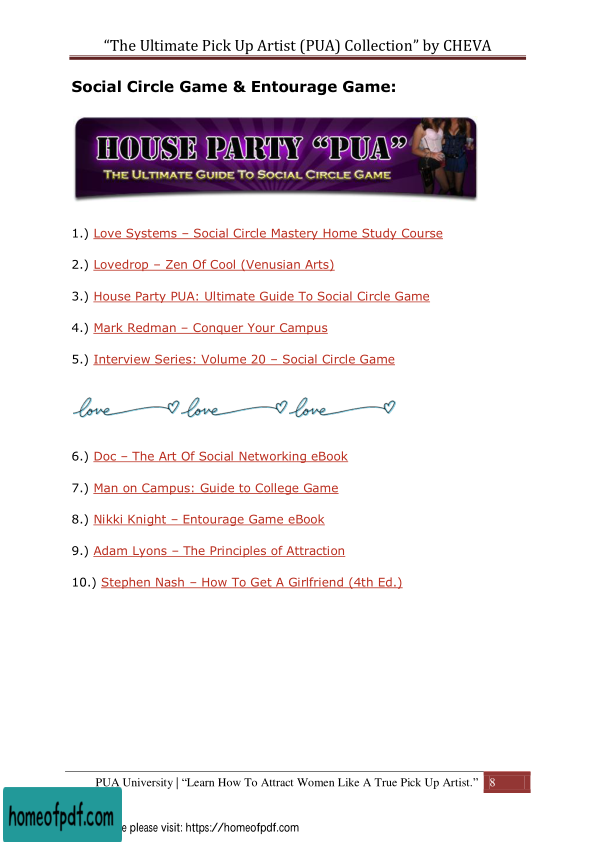 “The Ultimate Pick Up Artist (PUA) Collection” by CHEVA
Social Circle Game & Entourage Game:
HOUSE PARTY “PUA”
THE ULTIMATE GUIDE TO SOCIAL CIRCLE GAME
1.) Love Systems – Social Circle Mastery Home Study Course
2.) Lovedrop – Zen Of Cool (Venusian Arts)
3.) House Party PUA: Ultimate Guide To Social Circle Game
4.) Mark Redman – Conquer Your Campus
5.) Interview Series: Volume 20 – Social Circle Game
love love love
6.) Doc – The Art Of Social Networking eBook
7.) Man on Campus: Guide to College Game
8.) Nikki Knight – Entourage Game eBook
9.) Adam Lyons – The Principles of Attraction
10.) Stephen Nash – How To Get A Girlfriend (4th Ed.)
PUA University | “Learn How To Attract Women Like A True Pick Up Artist.” 8
homeofpdf.com
please visit: https://homeofpdf.com